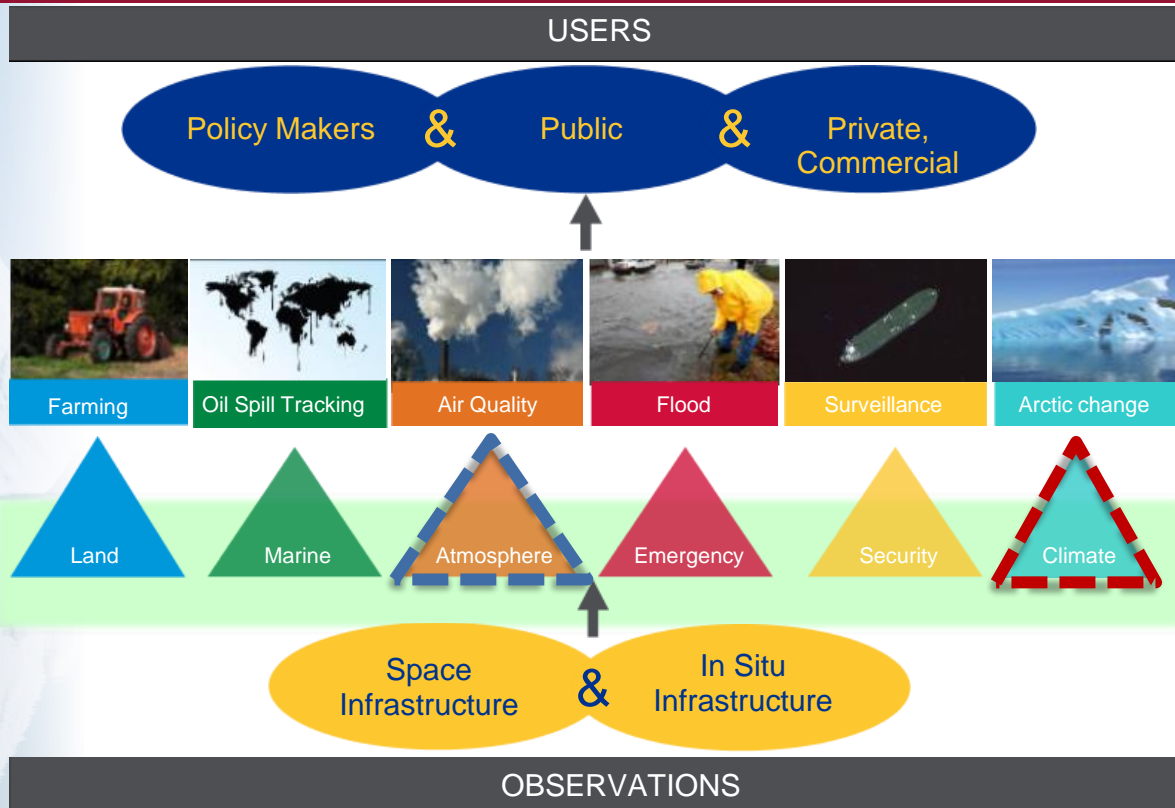 USERS
Policy Makers & Public & Private,
Commercial
Farming
Oil Spill Tracking
Air Quality
Flood
Surveillance
Arctic change
Land
Marine
Atmosphere
Emergency
Security
Climate
Space
Infrastructure
&
In Situ
Infrastructure
OBSERVATIONS